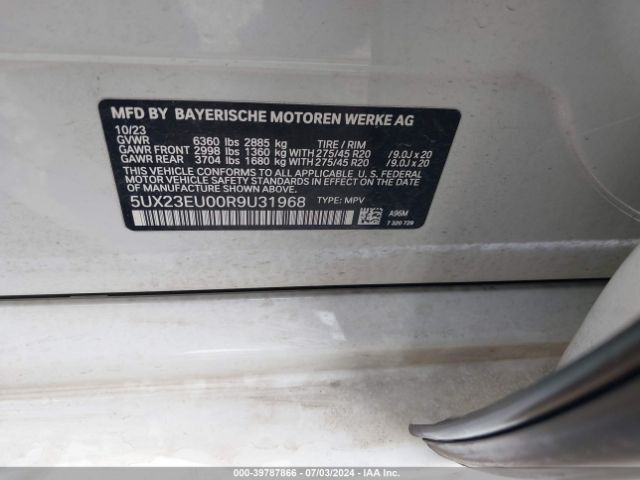 MFD BY BAYERISCHE MOTOREN WERKE AG
10/23
GVWR 6360 lbs 2885 kg TIRE / RIM
GAWR FRONT 2998 lbs 1360 kg WITH 275/45 R20 /9.0J x 20
GAWR REAR 3704 lbs 1680 kg WITH 275/45 R20 /9.0J x 20
THIS VEHICLE CONFORMS TO ALL APPLICABLE U. S. FEDERAL
MOTOR VEHICLE SAFETY STANDARDS IN EFFECT ON THE
DATE OF MANUFACTURE SHOWN ABOVE.
5UX23EU00R9U31968 TYPE: MPV
A96M
7 320 729
000-39787866 | 07/03/2024 | IAA Inc.